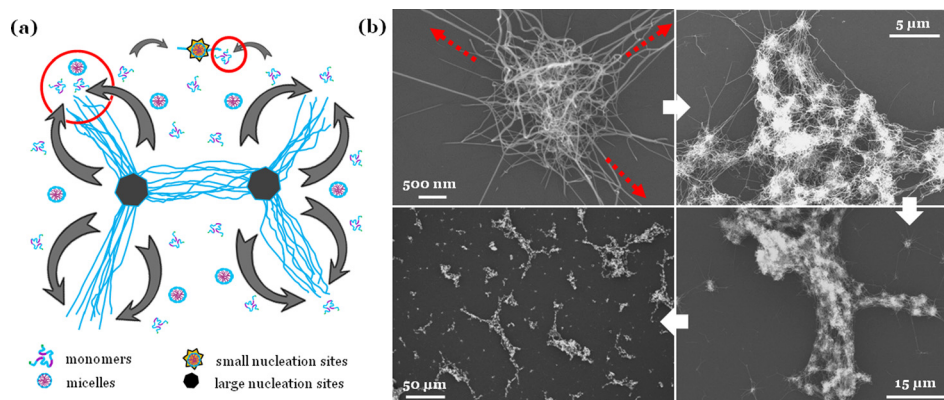 (a)
monomers
micelles
small nucleation sites
large nucleation sites
(b)
500 nm
5 µm
50 µm
15 µm